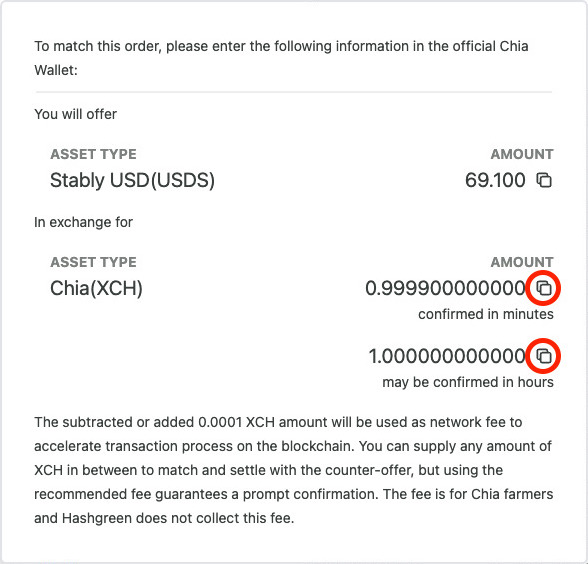 To match this order, please enter the following information in the official Chia
Wallet:
You will offer
ASSET TYPE AMOUNT
Stably USD(USDS) 69.100
In exchange for
ASSET TYPE AMOUNT
Chia(XCH) 0.999900000000
confirmed in minutes
1.000000000000
may be confirmed in hours
The subtracted or added 0.0001 XCH amount will be used as network fee to
accelerate transaction process on the blockchain. You can supply any amount of
XCH in between to match and settle with the counter-offer, but using the
recommended fee guarantees a prompt confirmation. The fee is for Chia farmers
and Hashgreen does not collect this fee.